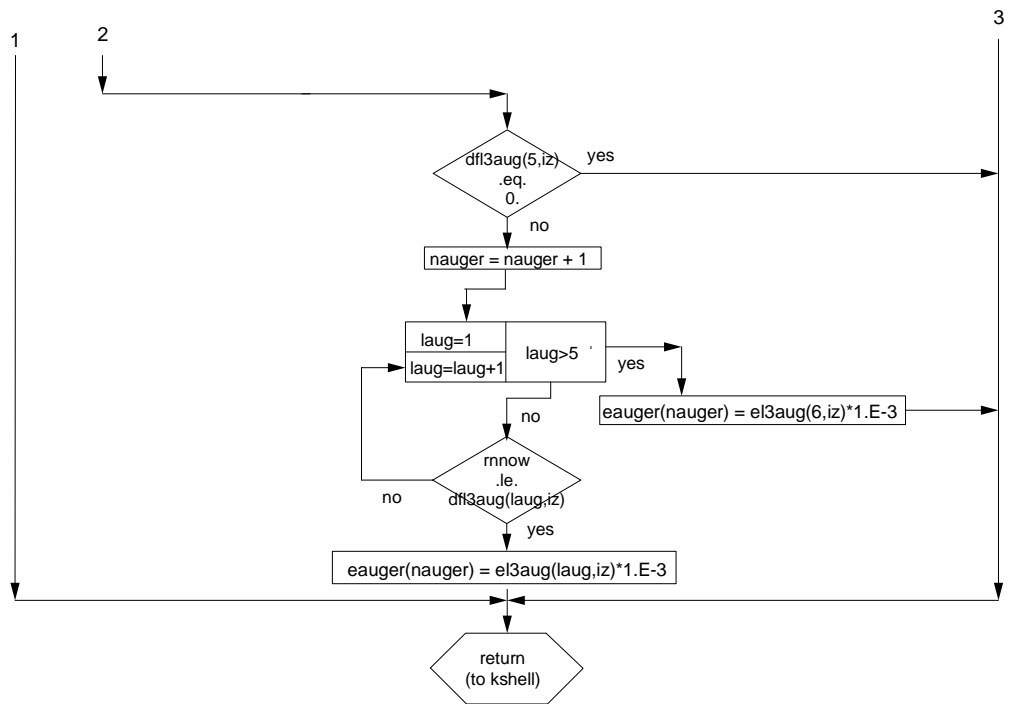 1
2
3
dfl3aug(5,iz)
.eq.
0.
yes
no
nauger = nauger + 1
laug=1
laug=laug+1
laug>5
yes
eauger(nauger) = el3aug(6,iz)*1.E-3
no
rnnow
.le.
dfl3aug(laug,iz)
no
yes
eauger(nauger) = el3aug(laug,iz)*1.E-3
return
(to kshell)